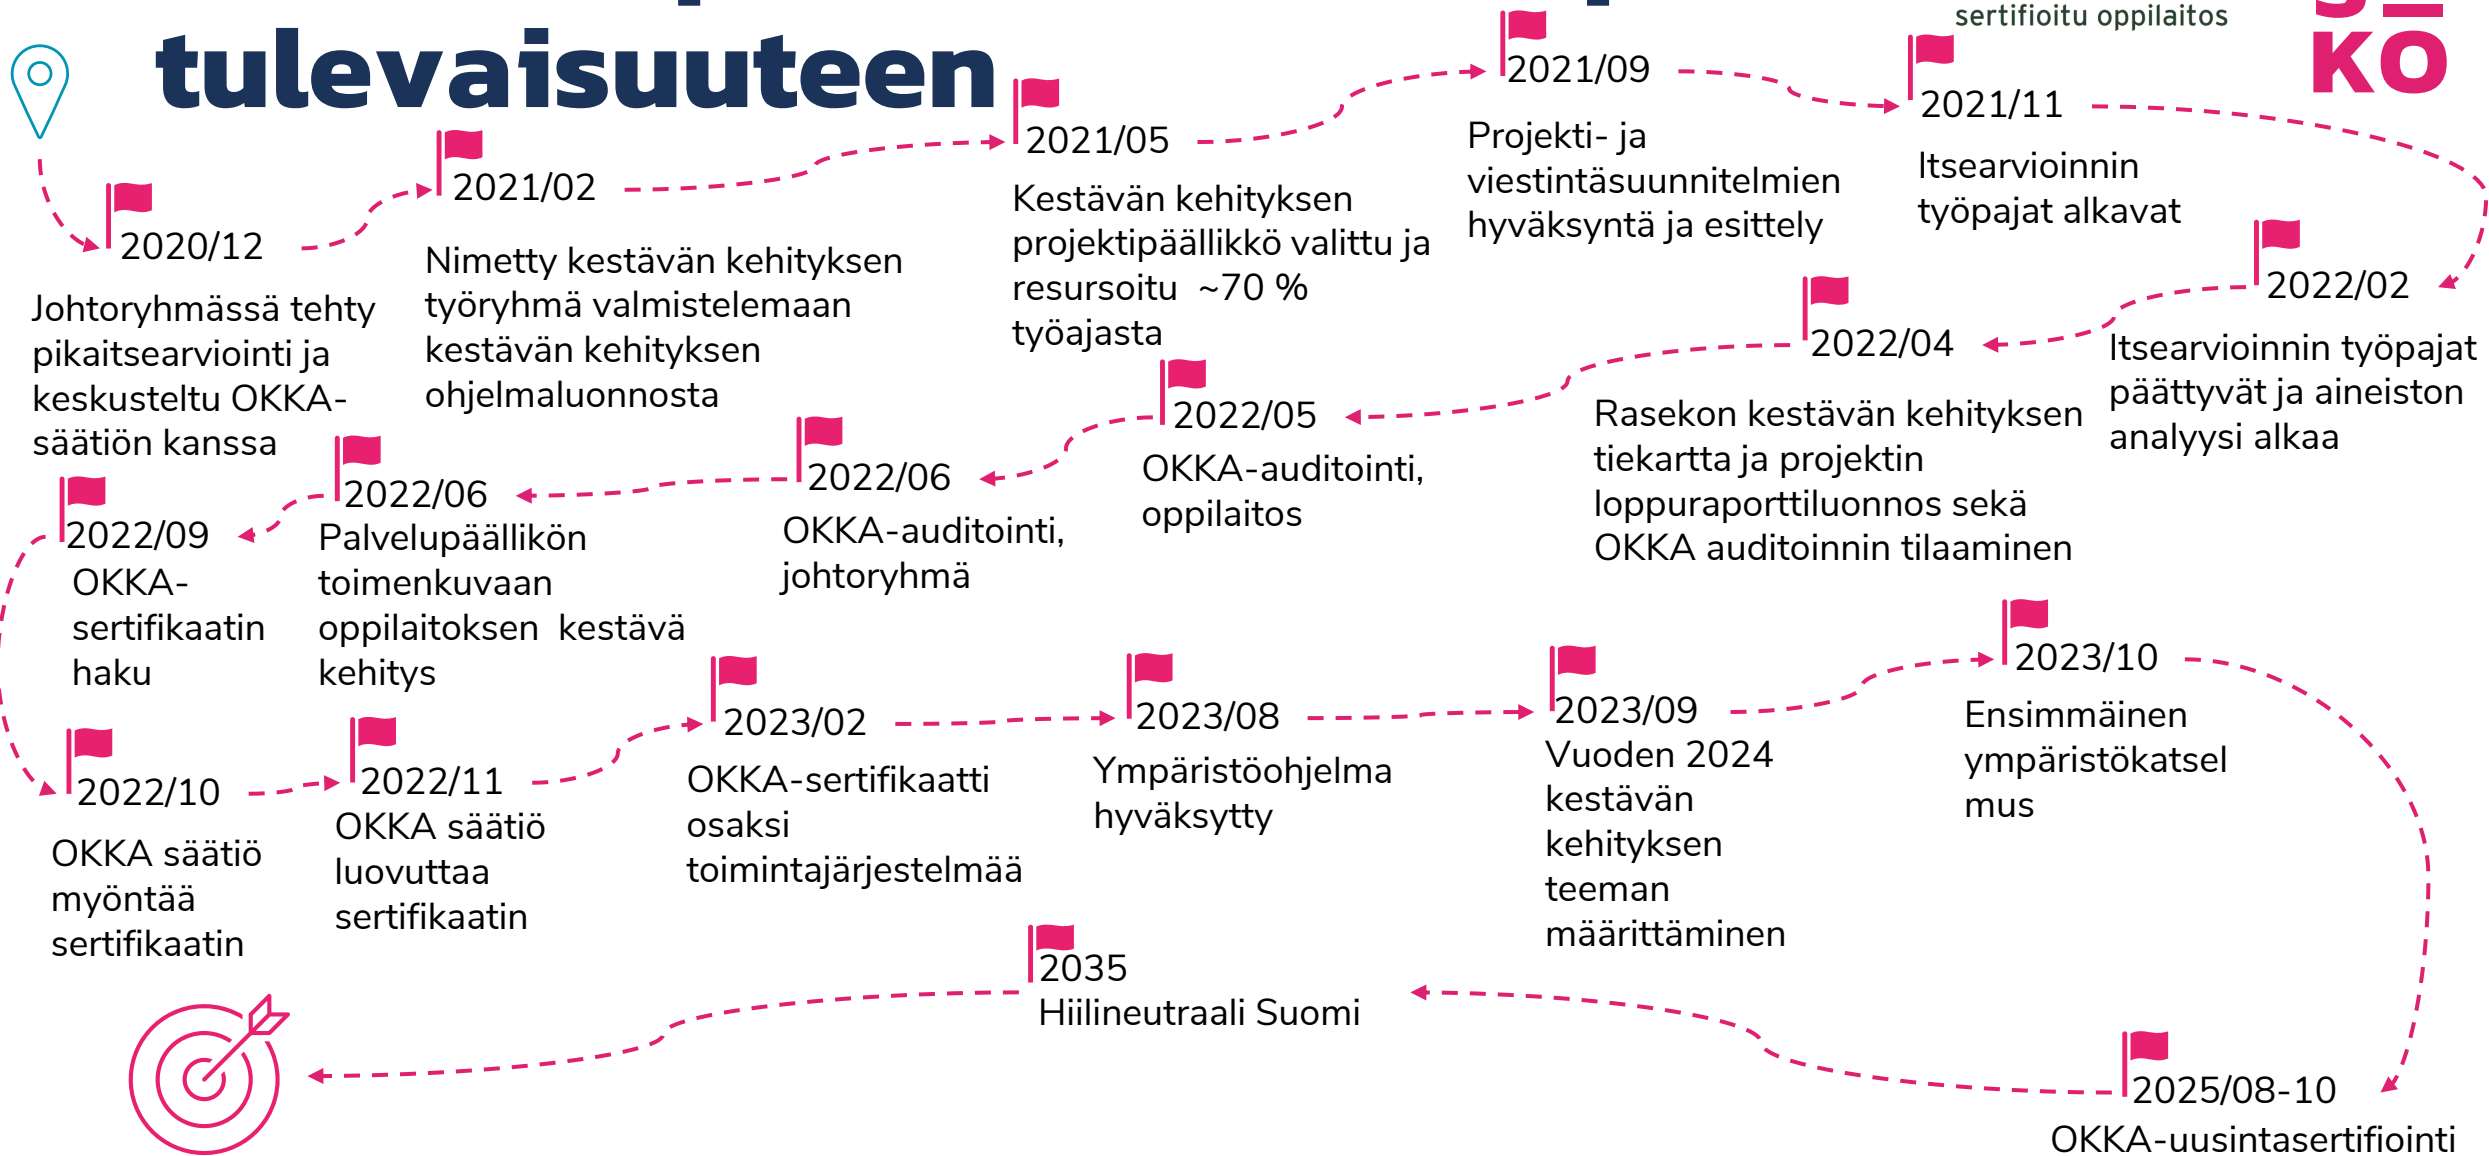 tulevaisuuteen
sertifioitu oppilaitos
KO
2020/12
Johtoryhmässä tehty
pikaitsearviointi ja
keskusteltu OKKA-
säätiön kanssa
2021/02
Nimetty kestävän kehityksen
työryhmä valmistelemaan
kestävän kehityksen
ohjelmaluonnosta
2021/05
Kestävän kehityksen
projektipäällikkö valittu ja
resursoitu ~70 %
työajasta
2021/09
Projekti- ja
viestintäsuunnitelmien
hyväksyntä ja esittely
2021/11
Itsearvioinnin
työpajat alkavat
2022/02
Itsearvioinnin työpajat
päättyvät ja aineiston
analyysi alkaa
2022/04
Rasekon kestävän kehityksen
tiekartta ja projektin
loppuraporttiluonnos sekä
OKKA auditoinnin tilaaminen
2022/05
OKKA-auditointi,
oppilaitos
2022/06
OKKA-auditointi,
johtoryhmä
2022/06
Palvelupäällikön
toimenkuvaan
oppilaitoksen kestävä
kehitys
2022/09
OKKA-
sertifikaatin
haku
2022/10
OKKA säätiö
myöntää
sertifikaatin
2022/11
OKKA säätiö
luovuttaa
sertifikaatin
2023/02
OKKA-sertifikaatti
osaksi
toimintajärjestelmää
2023/08
Ympäristöohjelma
hyväksytty
2023/09
Vuoden 2024
kestävän
kehityksen
teeman
määrittäminen
2023/10
Ensimmäinen
ympäristökatsel
mus
2025/08-10
OKKA-uusintasertifiointi
2035
Hiilineutraali Suomi